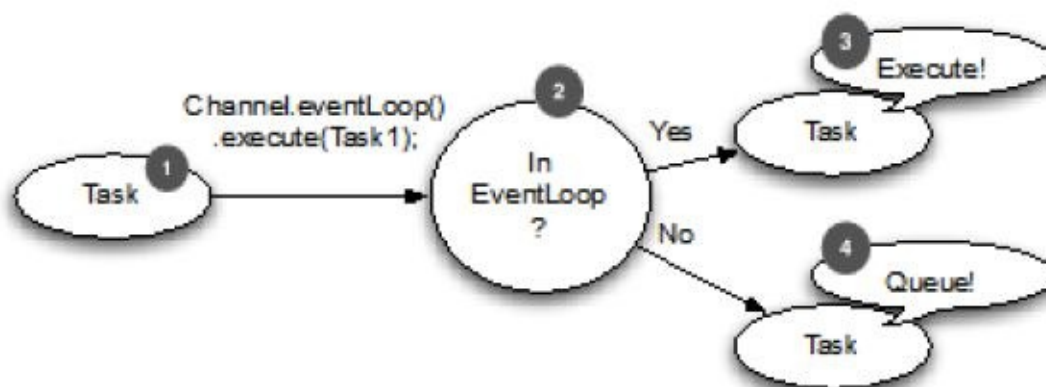 1
Task
Channel.eventLoop()
.execute(Task1);
2
In
EventLoop
?
Yes
3
Execute!
Task
No
4
Queue!
Task